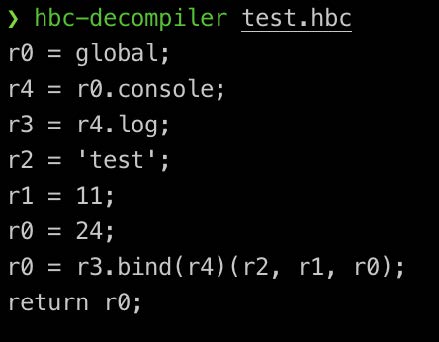 ❯ hbc-decompiler test.hbc
r0 = global;
r4 = r0.console;
r3 = r4.log;
r2 = 'test';
r1 = 11;
r0 = 24;
r0 = r3.bind(r4)(r2, r1, r0);
return r0;